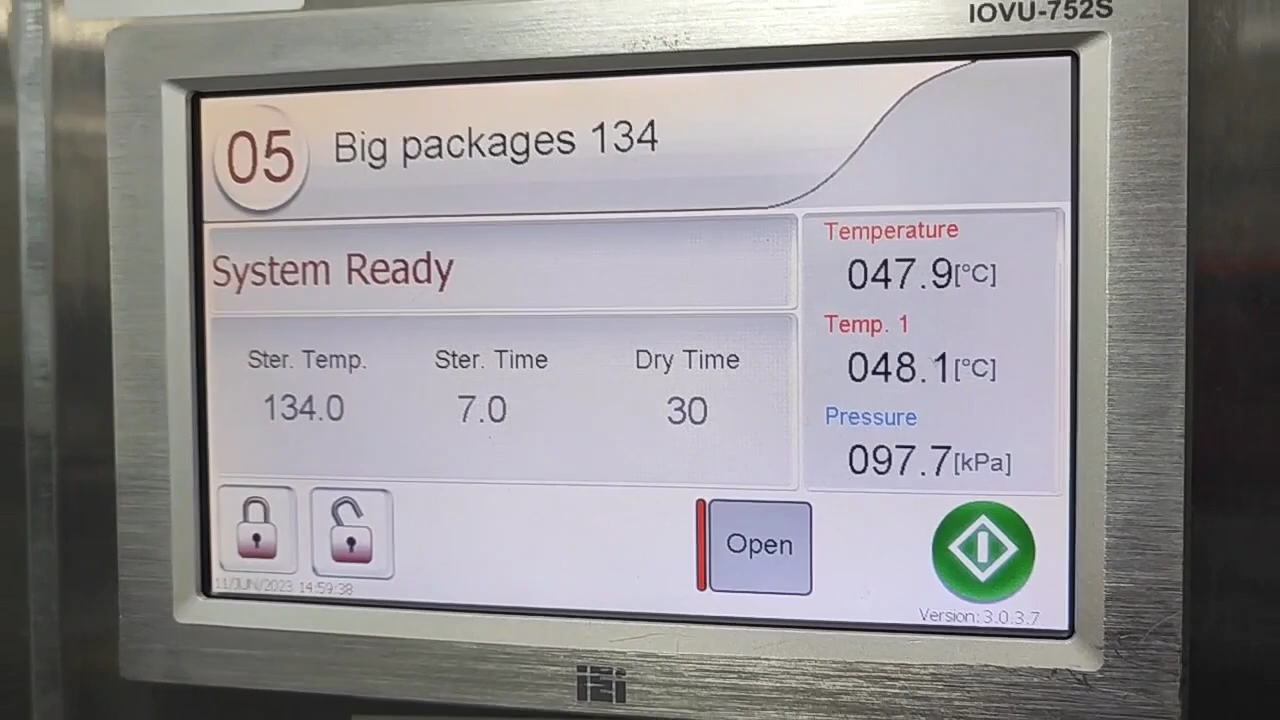 IOVU-752S
05 Big packages 134
System Ready
Temperature
047.9[°C]
Temp. 1
048.1[°C]
Pressure
097.7[kPa]
Ster. Temp. Ster. Time Dry Time
134.0 7.0 30
Open
11/JUN/2023 14:59:38
Version: 3.0.3.7
iEi